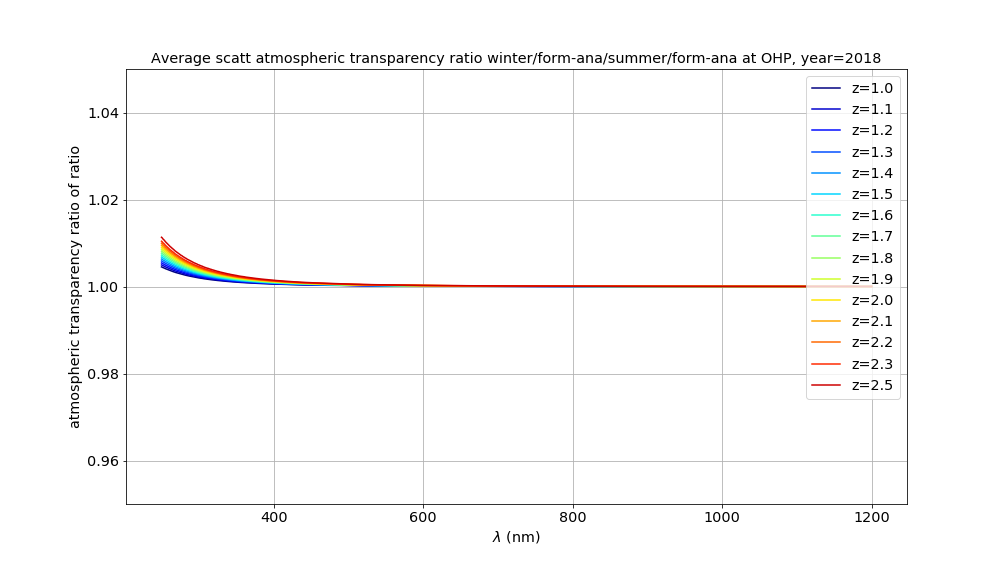 Average scatt atmospheric transparency ratio winter/form-ana/summer/form-ana at OHP, year=2018
atmospheric transparency ratio of ratio
1.04
1.02
1.00
0.98
0.96
z=1.0
z=1.1
z=1.2
z=1.3
z=1.4
z=1.5
z=1.6
z=1.7
z=1.8
z=1.9
z=2.0
z=2.1
z=2.2
z=2.3
z=2.5
400
600
800
1000
1200
λ (nm)